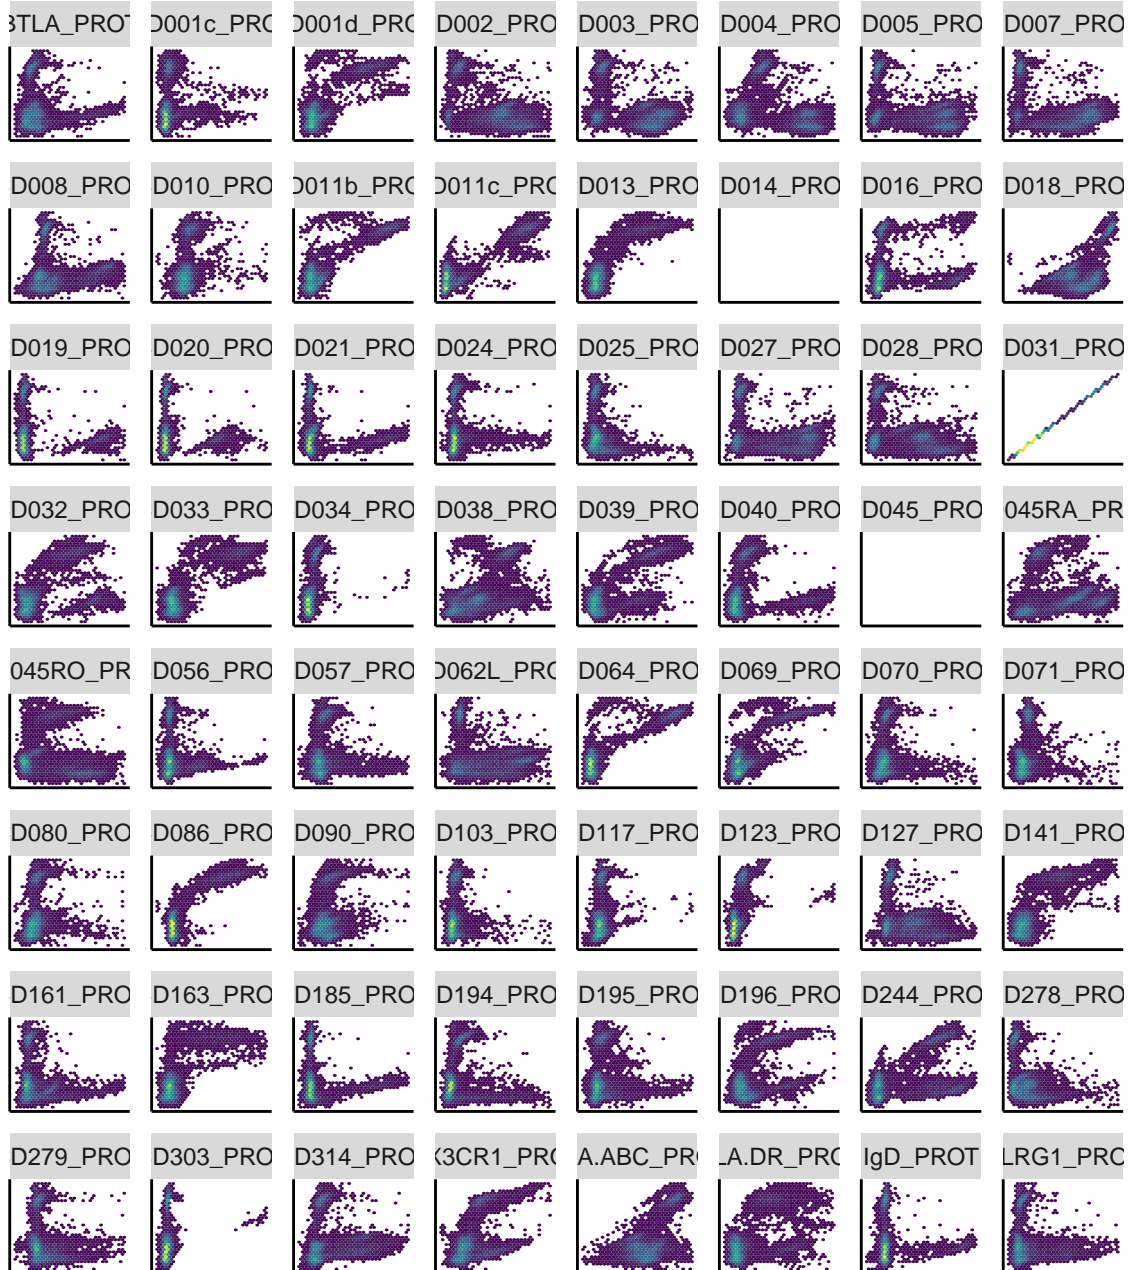 BTLA_PROT D001c_PRO D001d_PRO D002_PRO D003_PRO D004_PRO D005_PRO D007_PRO
D008_PRO D010_PRO D011b_PRO D011c_PRO D013_PRO D014_PRO D016_PRO D018_PRO
D019_PRO D020_PRO D021_PRO D024_PRO D025_PRO D027_PRO D028_PRO D031_PRO
D032_PRO D033_PRO D034_PRO D038_PRO D039_PRO D040_PRO D045_PRO 045RA_PR
045RO_PR D056_PRO D057_PRO D062L_PRO D064_PRO D069_PRO D070_PRO D071_PRO
D080_PRO D086_PRO D090_PRO D103_PRO D117_PRO D123_PRO D127_PRO D141_PRO
D161_PRO D163_PRO D185_PRO D194_PRO D195_PRO D196_PRO D244_PRO D278_PRO
D279_PRO D303_PRO D314_PRO X3CR1_PRO A.ABC_PRO LA.DR_PRO IgD_PROT LRG1_PRO